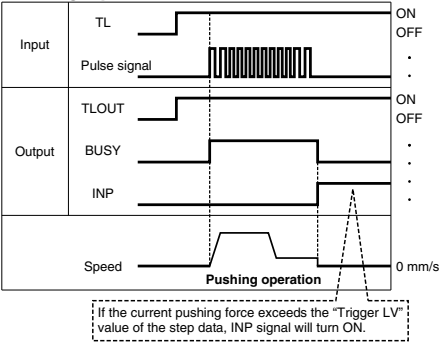 TL
ON
OFF
Input
Pulse signal
TLOUT
ON
OFF
Output
BUSY
INP
Speed
0 mm/s
Pushing operation
If the current pushing force exceeds the “Trigger LV”
value of the step data, INP signal will turn ON.